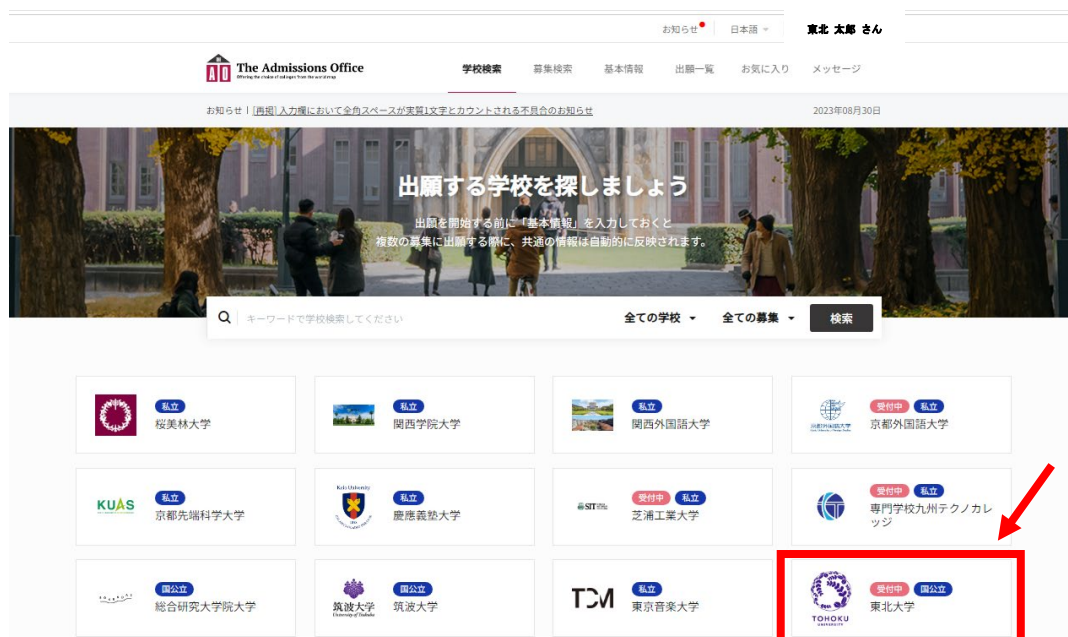 お知らせ 日本語 東北 太郎 さん
The Admissions Office
学校検索 募集検索 基本情報 出願一覧 お気に入り メッセージ
お知らせ | [再掲] 入力欄において全角スペースが実質1文字とカウントされる不具合のお知らせ 2023年08月30日
出願する学校を探しましょう
出願を開始する前に「基本情報」を入力しておくと
複数の募集に出願する際に、共通の情報は自動的に反映されます。
キーワードで学校検索してください 全ての学校 全ての募集 検索
私立
桜美林大学
私立
関西学院大学
私立
関西外国語大学
受付中 私立
京都外国語大学
KUAS
私立
京都先端科学大学
Keio University
私立
慶應義塾大学
SIT
受付中 私立
芝浦工業大学
受付中 私立
専門学校九州テクノカレ
ッジ
国公立
総合研究大学院大学
筑波大学
University of Tsukuba
国公立
筑波大学
TCM
私立
東京音楽大学
TOHOKU
UNIVERSITY
受付中 国公立
東北大学